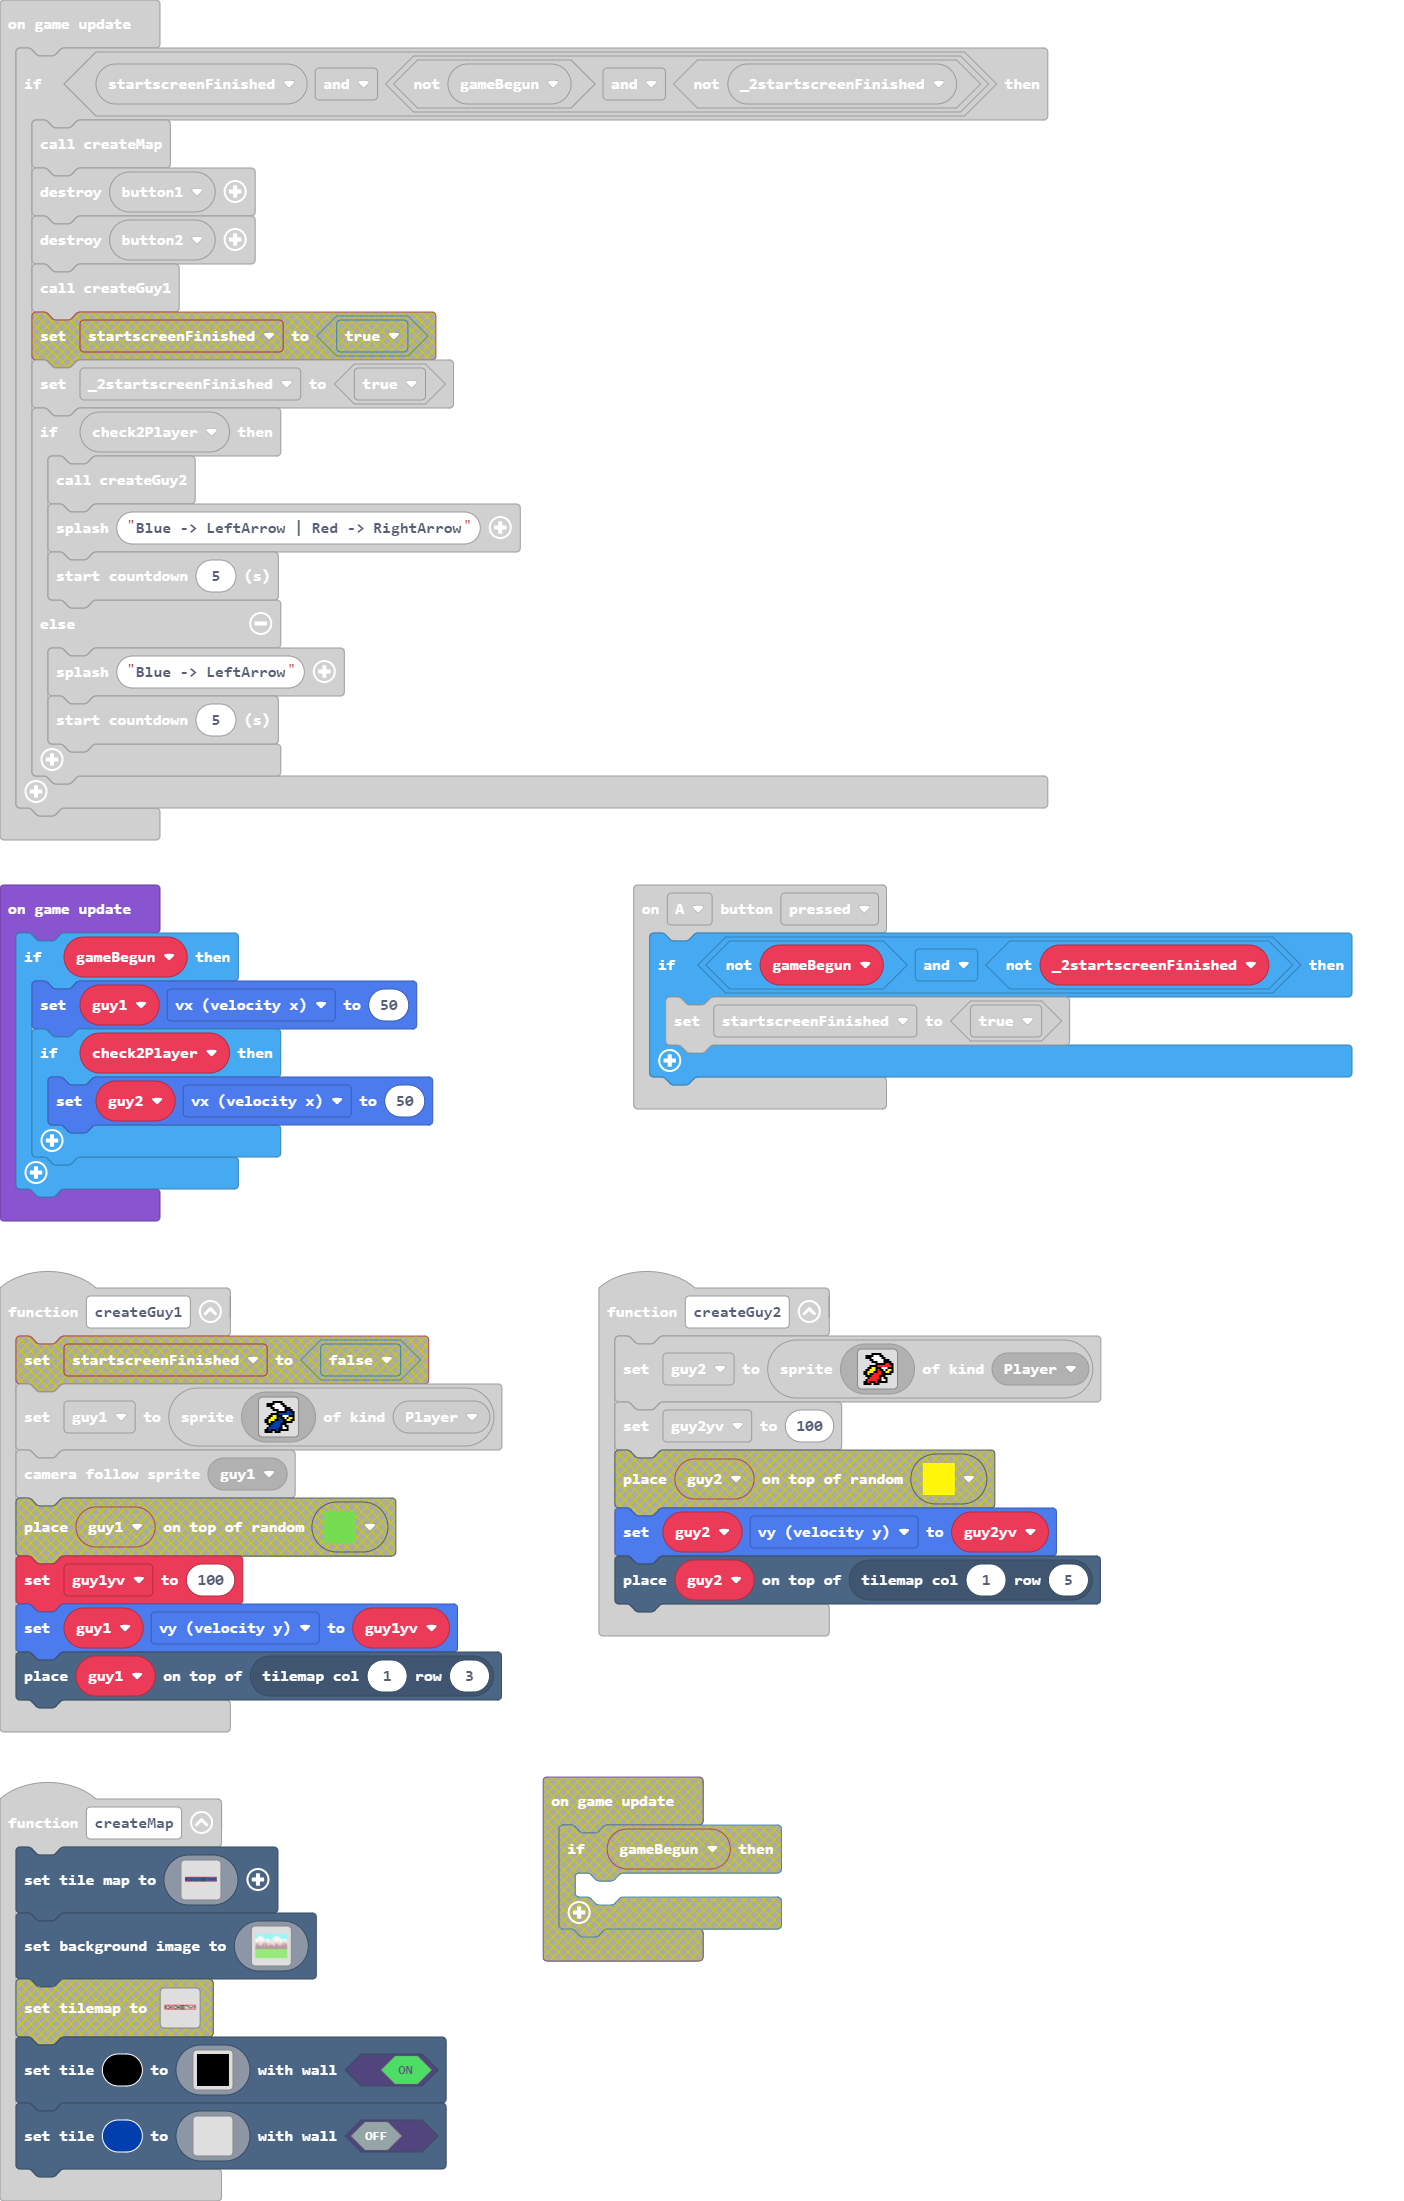 on game update
if startscreenFinished and not gameBegun and not _2startscreenFinished then
call createMap
destroy button1
destroy button2
call createGuy1
set startscreenFinished to true
set _2startscreenFinished to true
if check2Player then
call createGuy2
splash "Blue -> LeftArrow | Red -> RightArrow"
start countdown 5 (s)
else
splash "Blue -> LeftArrow"
start countdown 5 (s)
on game update
if gameBegun then
set guy1 vx (velocity x) to 50
if check2Player then
set guy2 vx (velocity x) to 50
on A button pressed
if not gameBegun and not _2startscreenFinished then
set startscreenFinished to true
function createGuy1
set startscreenFinished to false
set guy1 to sprite of kind Player
camera follow sprite guy1
place guy1 on top of random
set guy1yv to 100
set guy1 vy (velocity y) to guy1yv
place guy1 on top of tilemap col 1 row 3
function createGuy2
set guy2 to sprite of kind Player
set guy2yv to 100
place guy2 on top of random
set guy2 vy (velocity y) to guy2yv
place guy2 on top of tilemap col 1 row 5
function createMap
set tile map to
set background image to
set tilemap to
set tile to with wall ON
set tile to with wall OFF
on game update
if gameBegun then